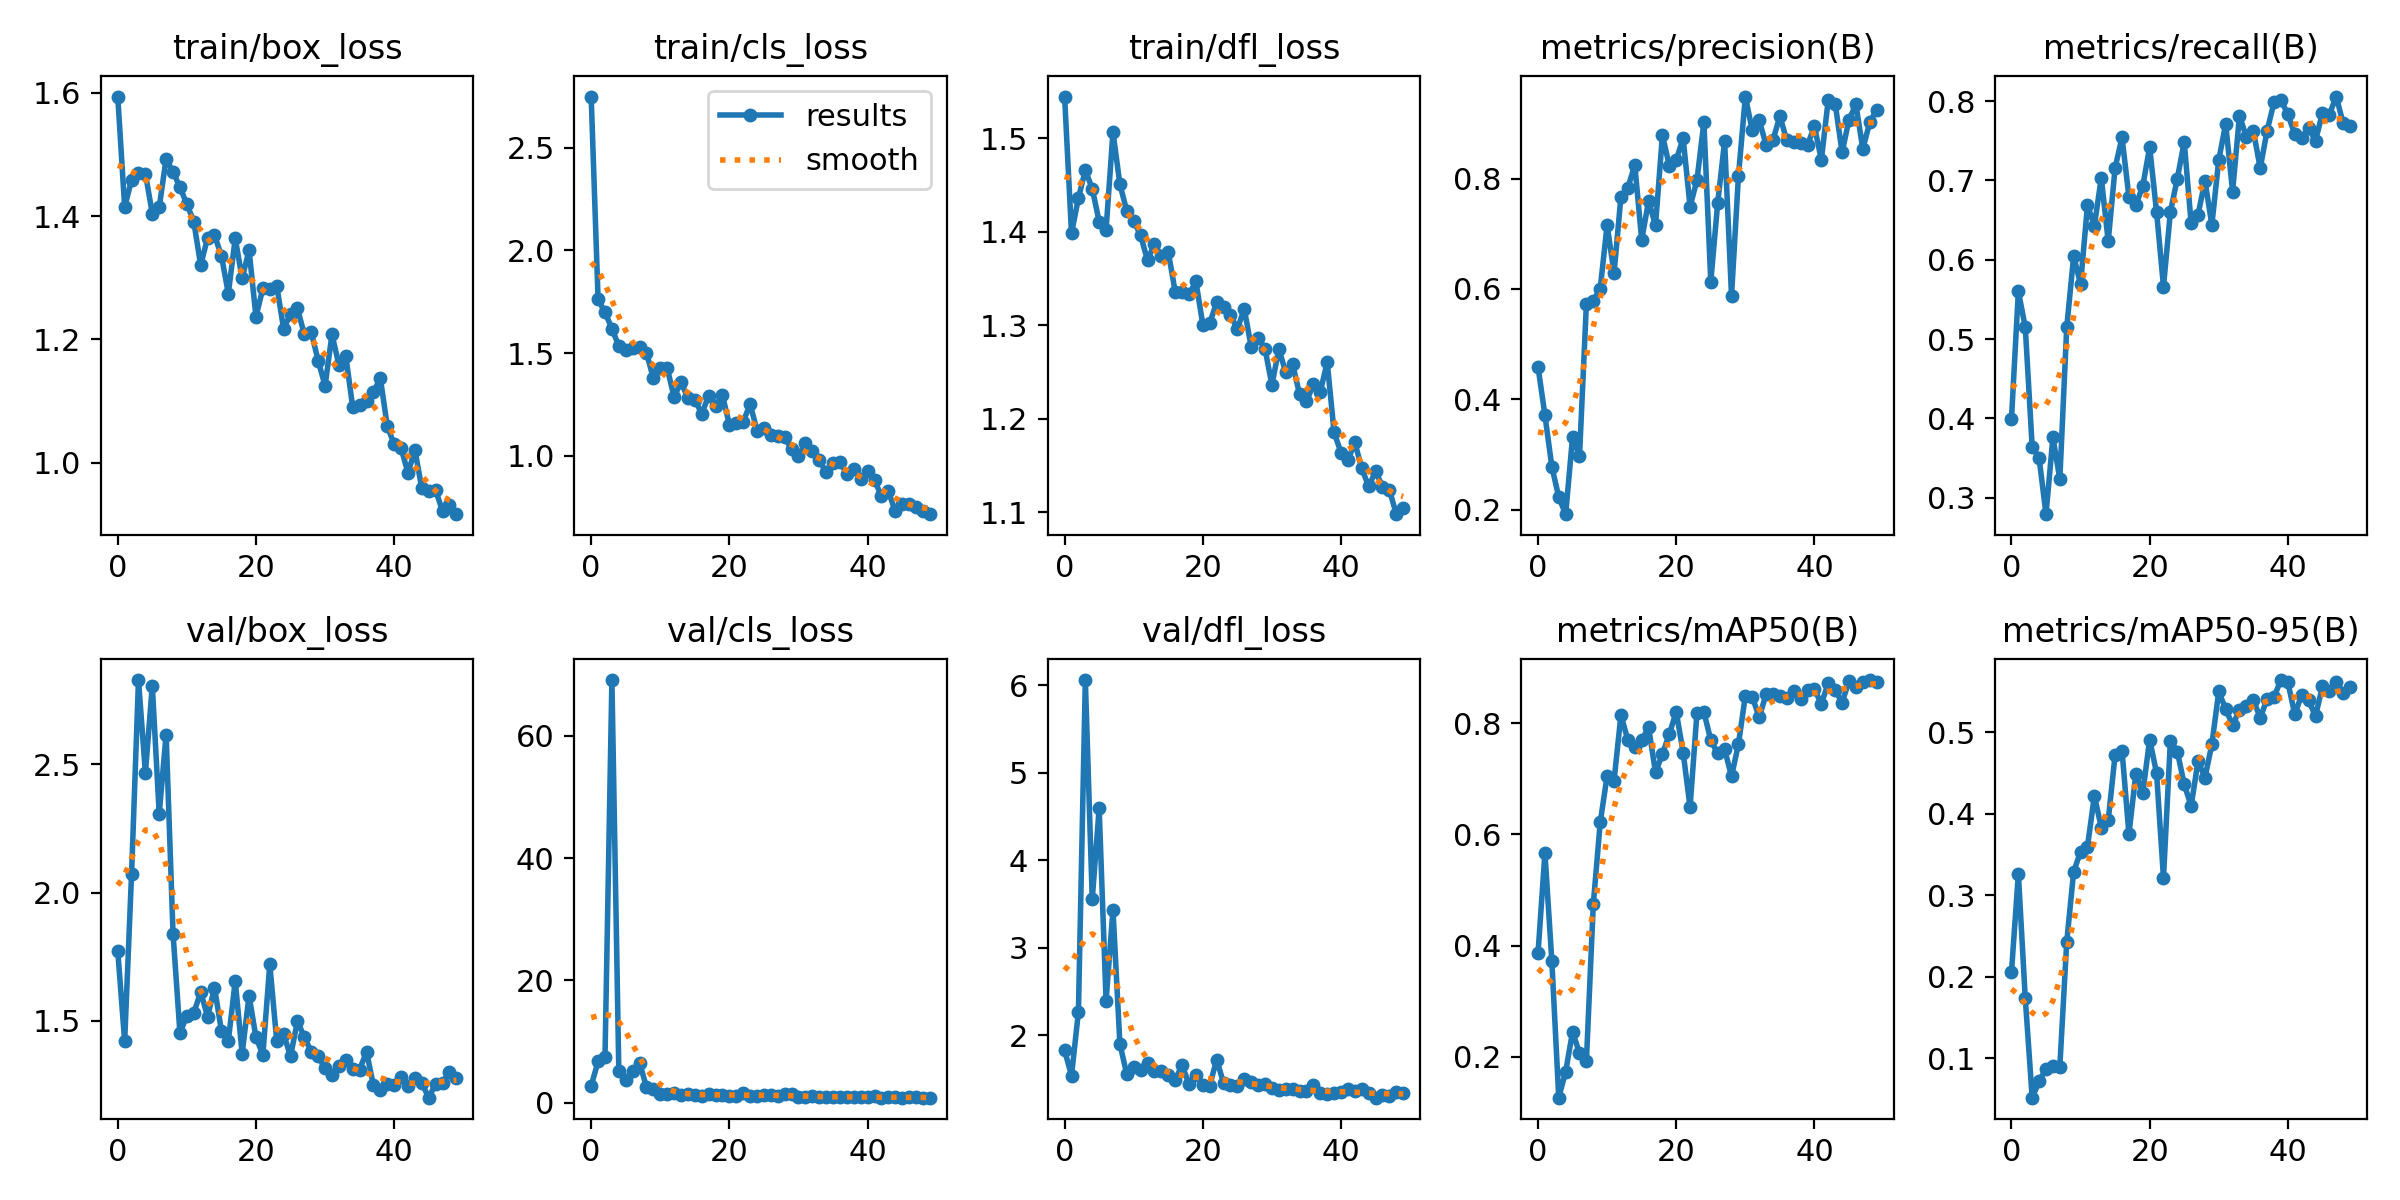 train/box_loss
1.6
1.4
1.2
1.0
0 20 40
train/cls_loss
results
smooth
2.5
2.0
1.5
1.0
0 20 40
train/dfl_loss
1.5
1.4
1.3
1.2
1.1
0 20 40
metrics/precision(B)
0.8
0.6
0.4
0.2
0 20 40
metrics/recall(B)
0.8
0.7
0.6
0.5
0.4
0.3
0 20 40
val/box_loss
2.5
2.0
1.5
0 20 40
val/cls_loss
60
40
20
0
0 20 40
val/dfl_loss
6
5
4
3
2
0 20 40
metrics/mAP50(B)
0.8
0.6
0.4
0.2
0 20 40
metrics/mAP50-95(B)
0.5
0.4
0.3
0.2
0.1
0 20 40